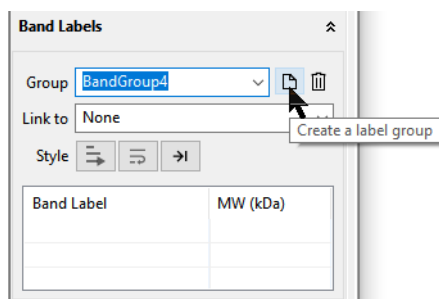 Band Labels
Group BandGroup4
Link to None
Create a label group
Style
Band Label MW (kDa)